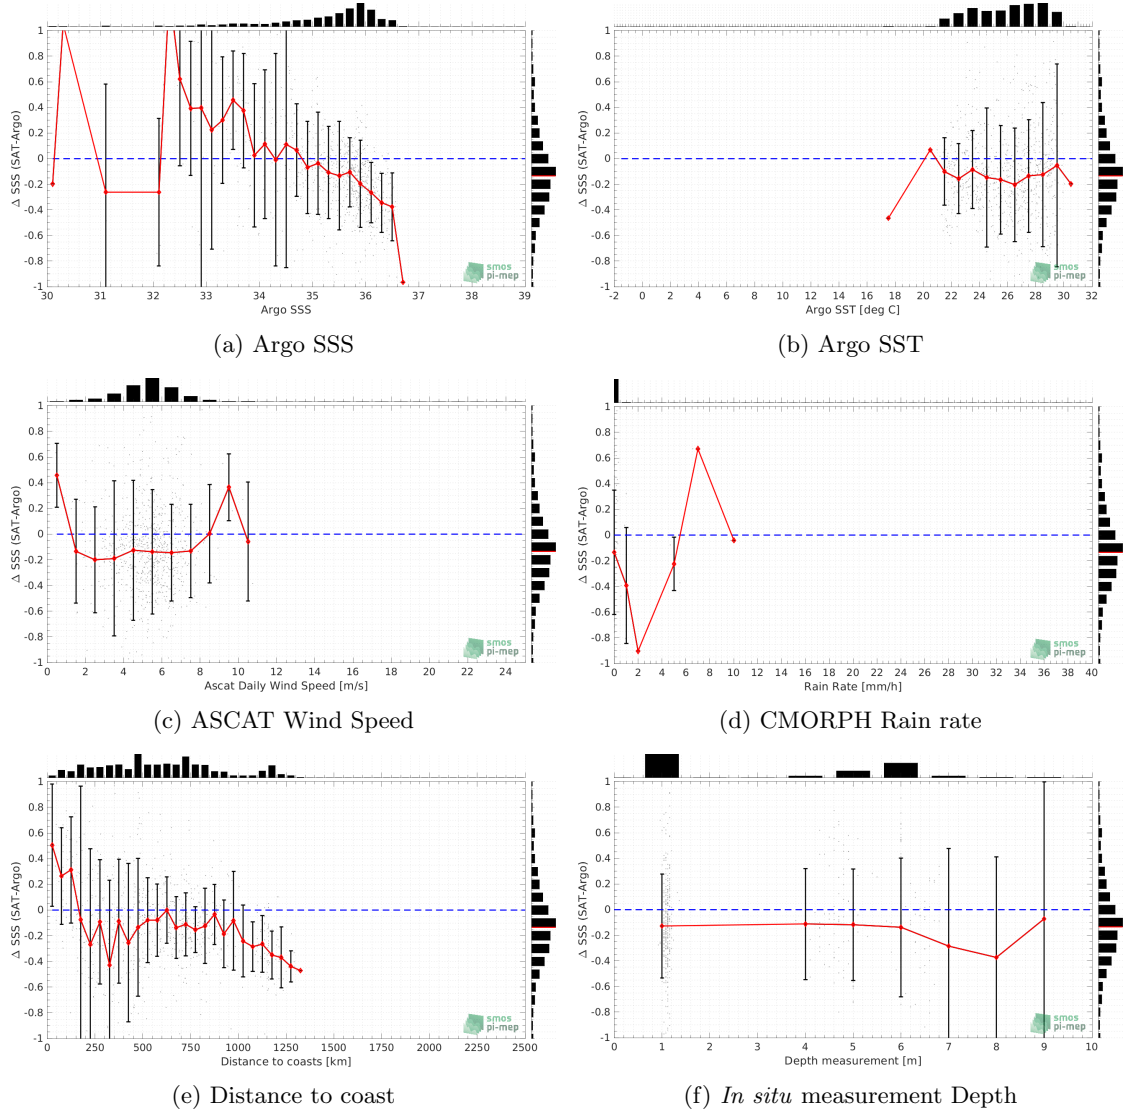 Δ SSS (SAT-Argo)
1
0.8
0.6
0.4
0.2
0
-0.2
-0.4
-0.6
-0.8
-1
smos
pi-mep
30 31 32 33 34 35 36 37 38 39
Argo SSS
(a) Argo SSS
Δ SSS (SAT-Argo)
1
0.8
0.6
0.4
0.2
0
-0.2
-0.4
-0.6
-0.8
-1
smos
pi-mep
-2 0 2 4 6 8 10 12 14 16 18 20 22 24 26 28 30 32
Argo SST [deg C]
(b) Argo SST
Δ SSS (SAT-Argo)
1
0.8
0.6
0.4
0.2
0
-0.2
-0.4
-0.6
-0.8
-1
smos
pi-mep
0 2 4 6 8 10 12 14 16 18 20 22 24
Ascat Daily Wind Speed [m/s]
(c) ASCAT Wind Speed
Δ SSS (SAT-Argo)
1
0.8
0.6
0.4
0.2
0
-0.2
-0.4
-0.6
-0.8
-1
smos
pi-mep
0 2 4 6 8 10 12 14 16 18 20 22 24 26 28 30 32 34 36 38 40
Rain Rate [mm/h]
(d) CMORPH Rain rate
Δ SSS (SAT-Argo)
1
0.8
0.6
0.4
0.2
0
-0.2
-0.4
-0.6
-0.8
-1
smos
pi-mep
0 250 500 750 1000 1250 1500 1750 2000 2250 2500
Distance to coasts [km]
(e) Distance to coast
Δ SSS (SAT-Argo)
1
0.8
0.6
0.4
0.2
0
-0.2
-0.4
-0.6
-0.8
-1
smos
pi-mep
0 1 2 3 4 5 6 7 8 9 10
Depth measurement [m]
(f) In situ measurement Depth